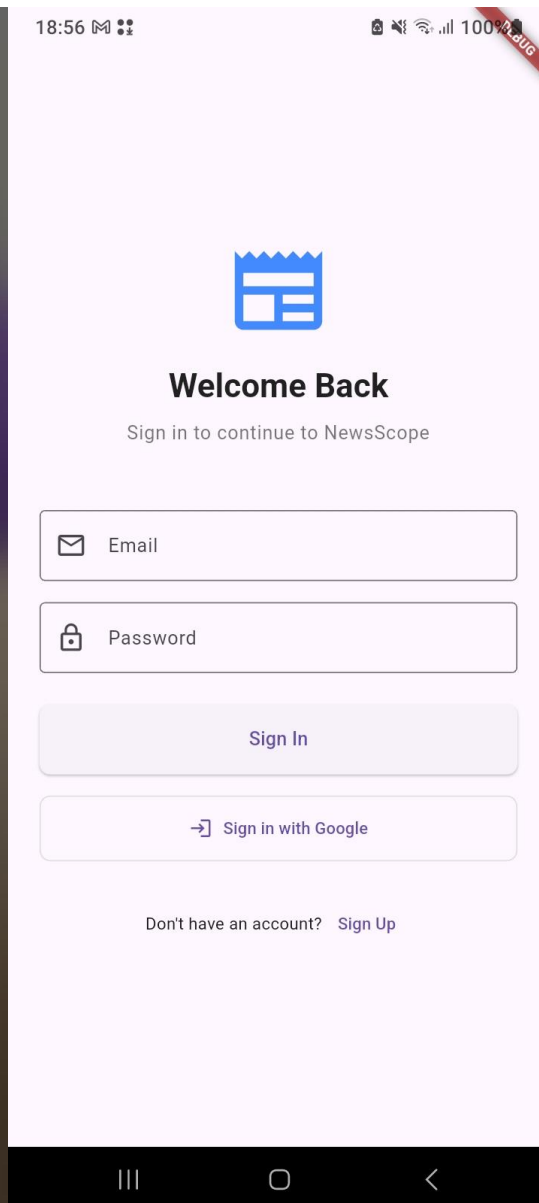 18:56
100%
DEBUG
Welcome Back
Sign in to continue to NewsScope
Email
Password
Sign In
Sign in with Google
Don't have an account? Sign Up